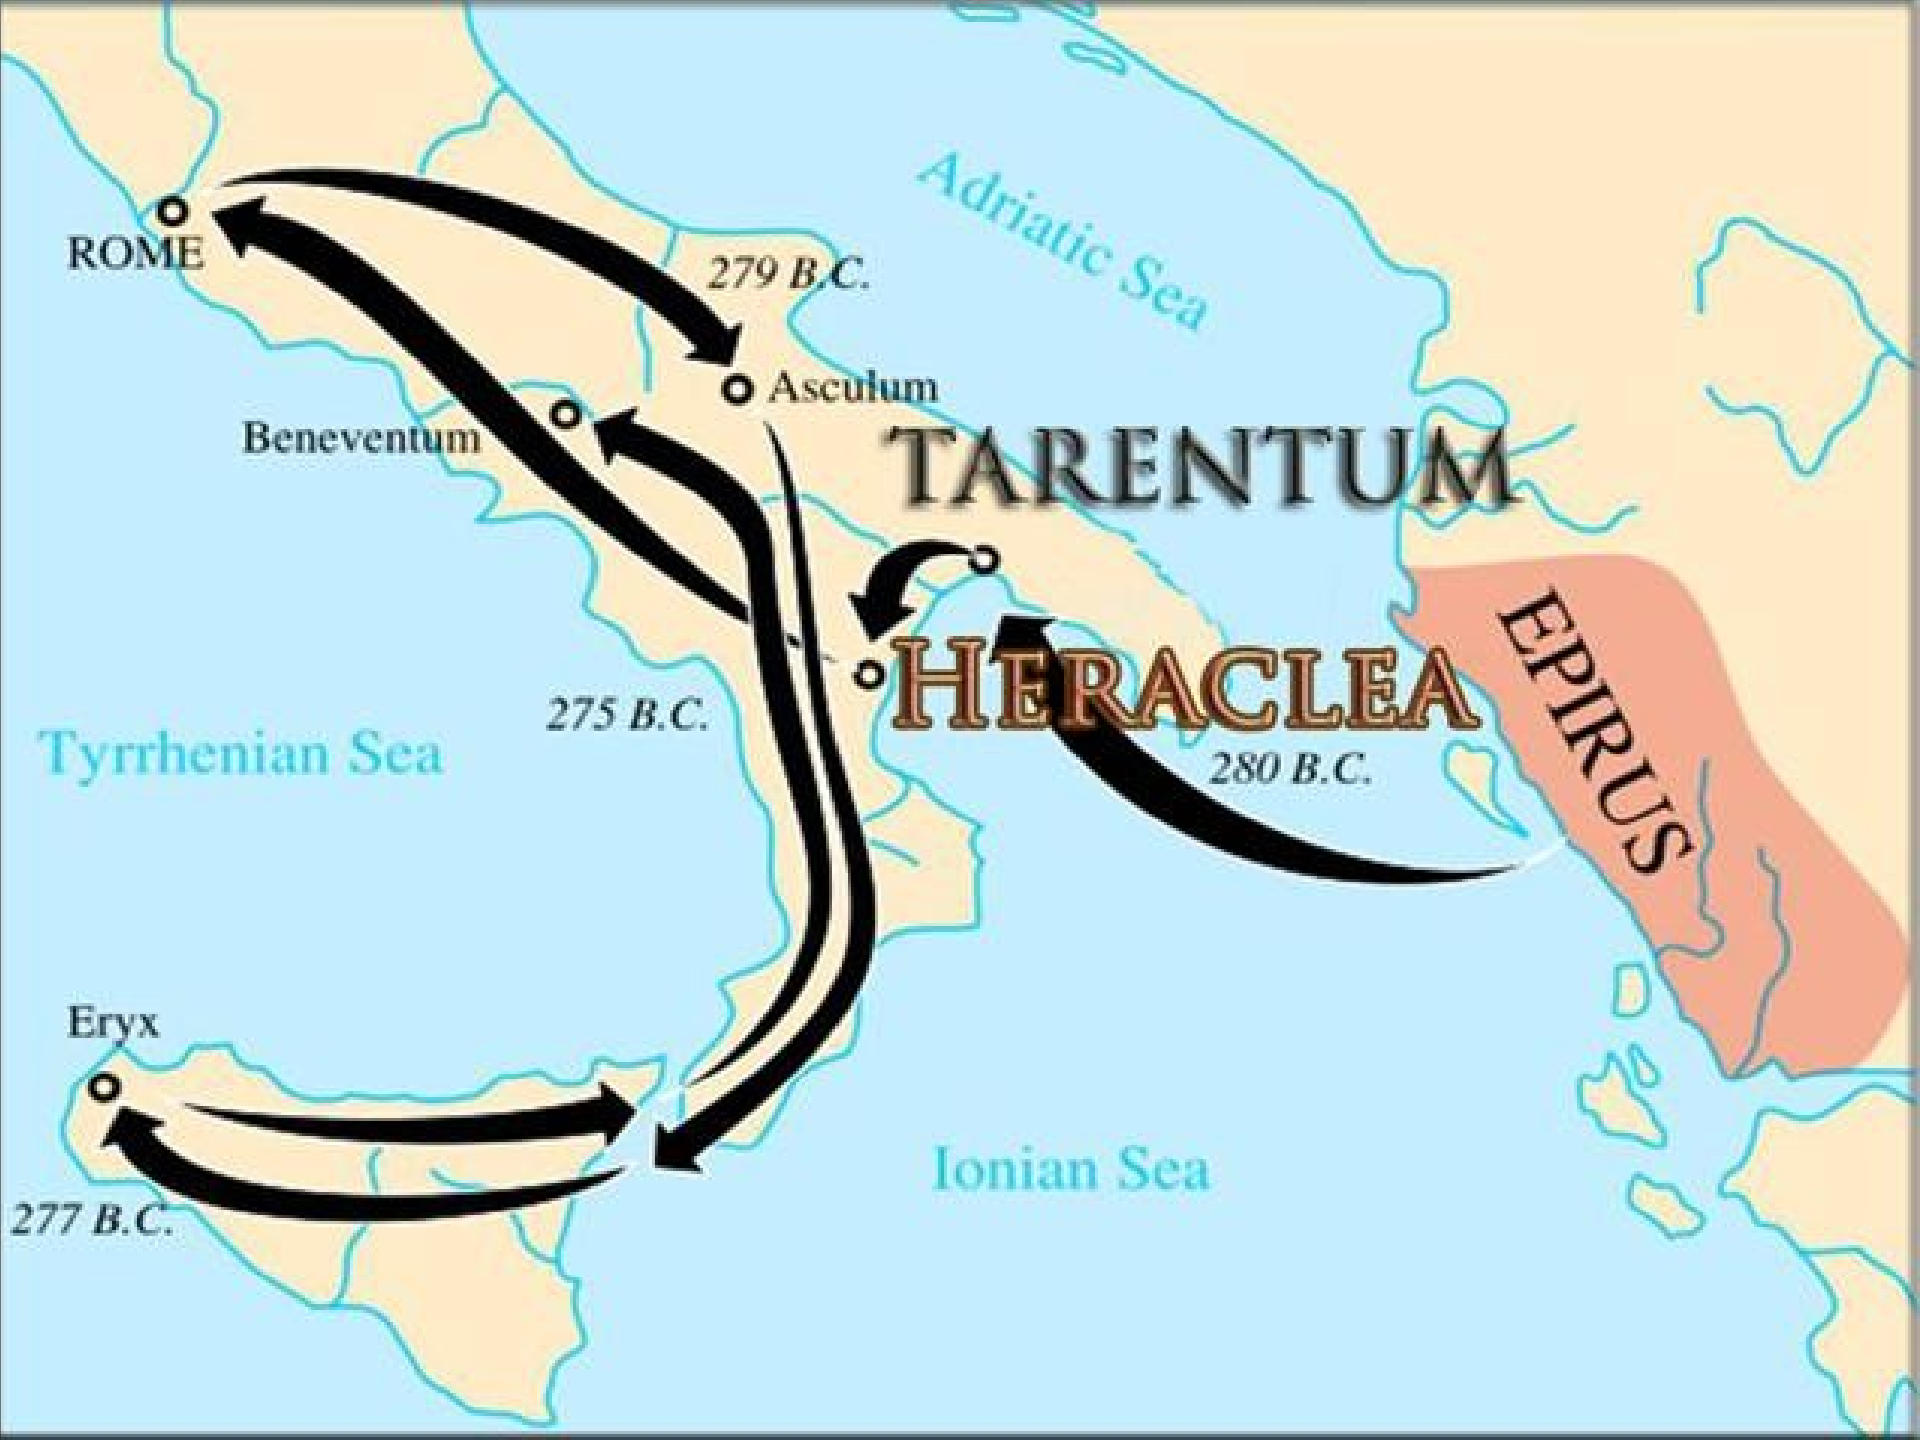 Adriatic Sea
ROME
279 B.C.
Asculum
Beneventum
TARENTUM
EPIRUS
HERACLEA
275 B.C.
Tyrrhenian Sea
280 B.C.
Eryx
Ionian Sea
277 B.C.